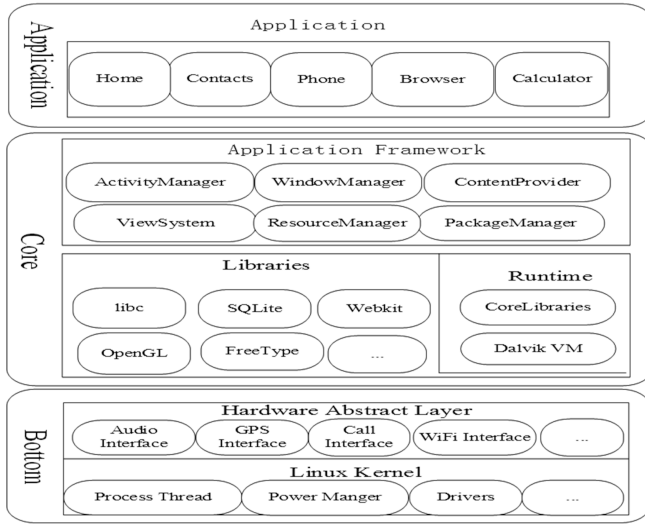 Application
Application
Home Contacts Phone Browser Calculator
Core
Application Framework
ActivityManager WindowManager ContentProvider
ViewSystem ResourceManager PackageManager
Libraries
libc SQLite Webkit
OpenGL FreeType ...
Runtime
CoreLibraries
Dalvik VM
Bottom
Hardware Abstract Layer
Audio Interface GPS Interface Call Interface WiFi Interface ...
Linux Kernel
Process Thread Power Manger Drivers ...